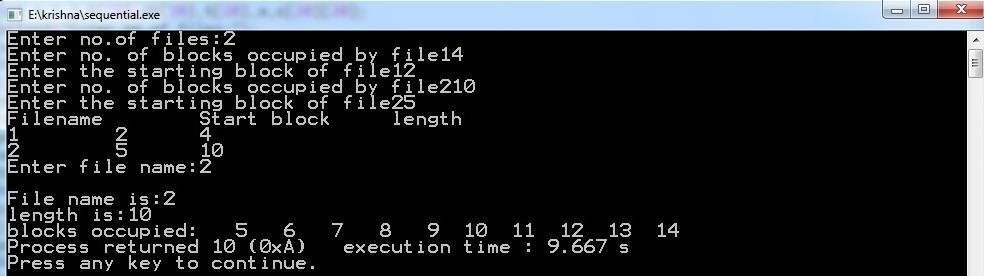 E:\krishna\sequential.exe
Enter no.of files:2
Enter no. of blocks occupied by file14
Enter the starting block of file12
Enter no. of blocks occupied by file210
Enter the starting block of file25
Filename Start block length
1 2 4
2 5 10
Enter file name:2
File name is:2
length is:10
blocks occupied: 5 6 7 8 9 10 11 12 13 14
Process returned 10 (0xA) execution time : 9.667 s
Press any key to continue.